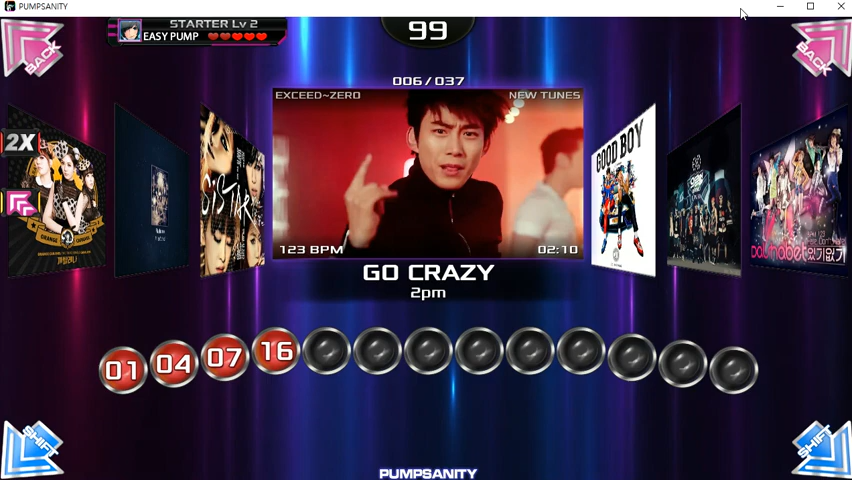 PUMPSANITY
STARTER Lv 2
EASY PUMP
99
BACK
BACK
006/037
EXCEED~ZERO
NEW TUNES
2X
SISTAR
GOOD BOY
123 BPM
02:10
GO CRAZY
2pm
01
04
07
16
SHIFT
SHIFT
PUMPSANITY